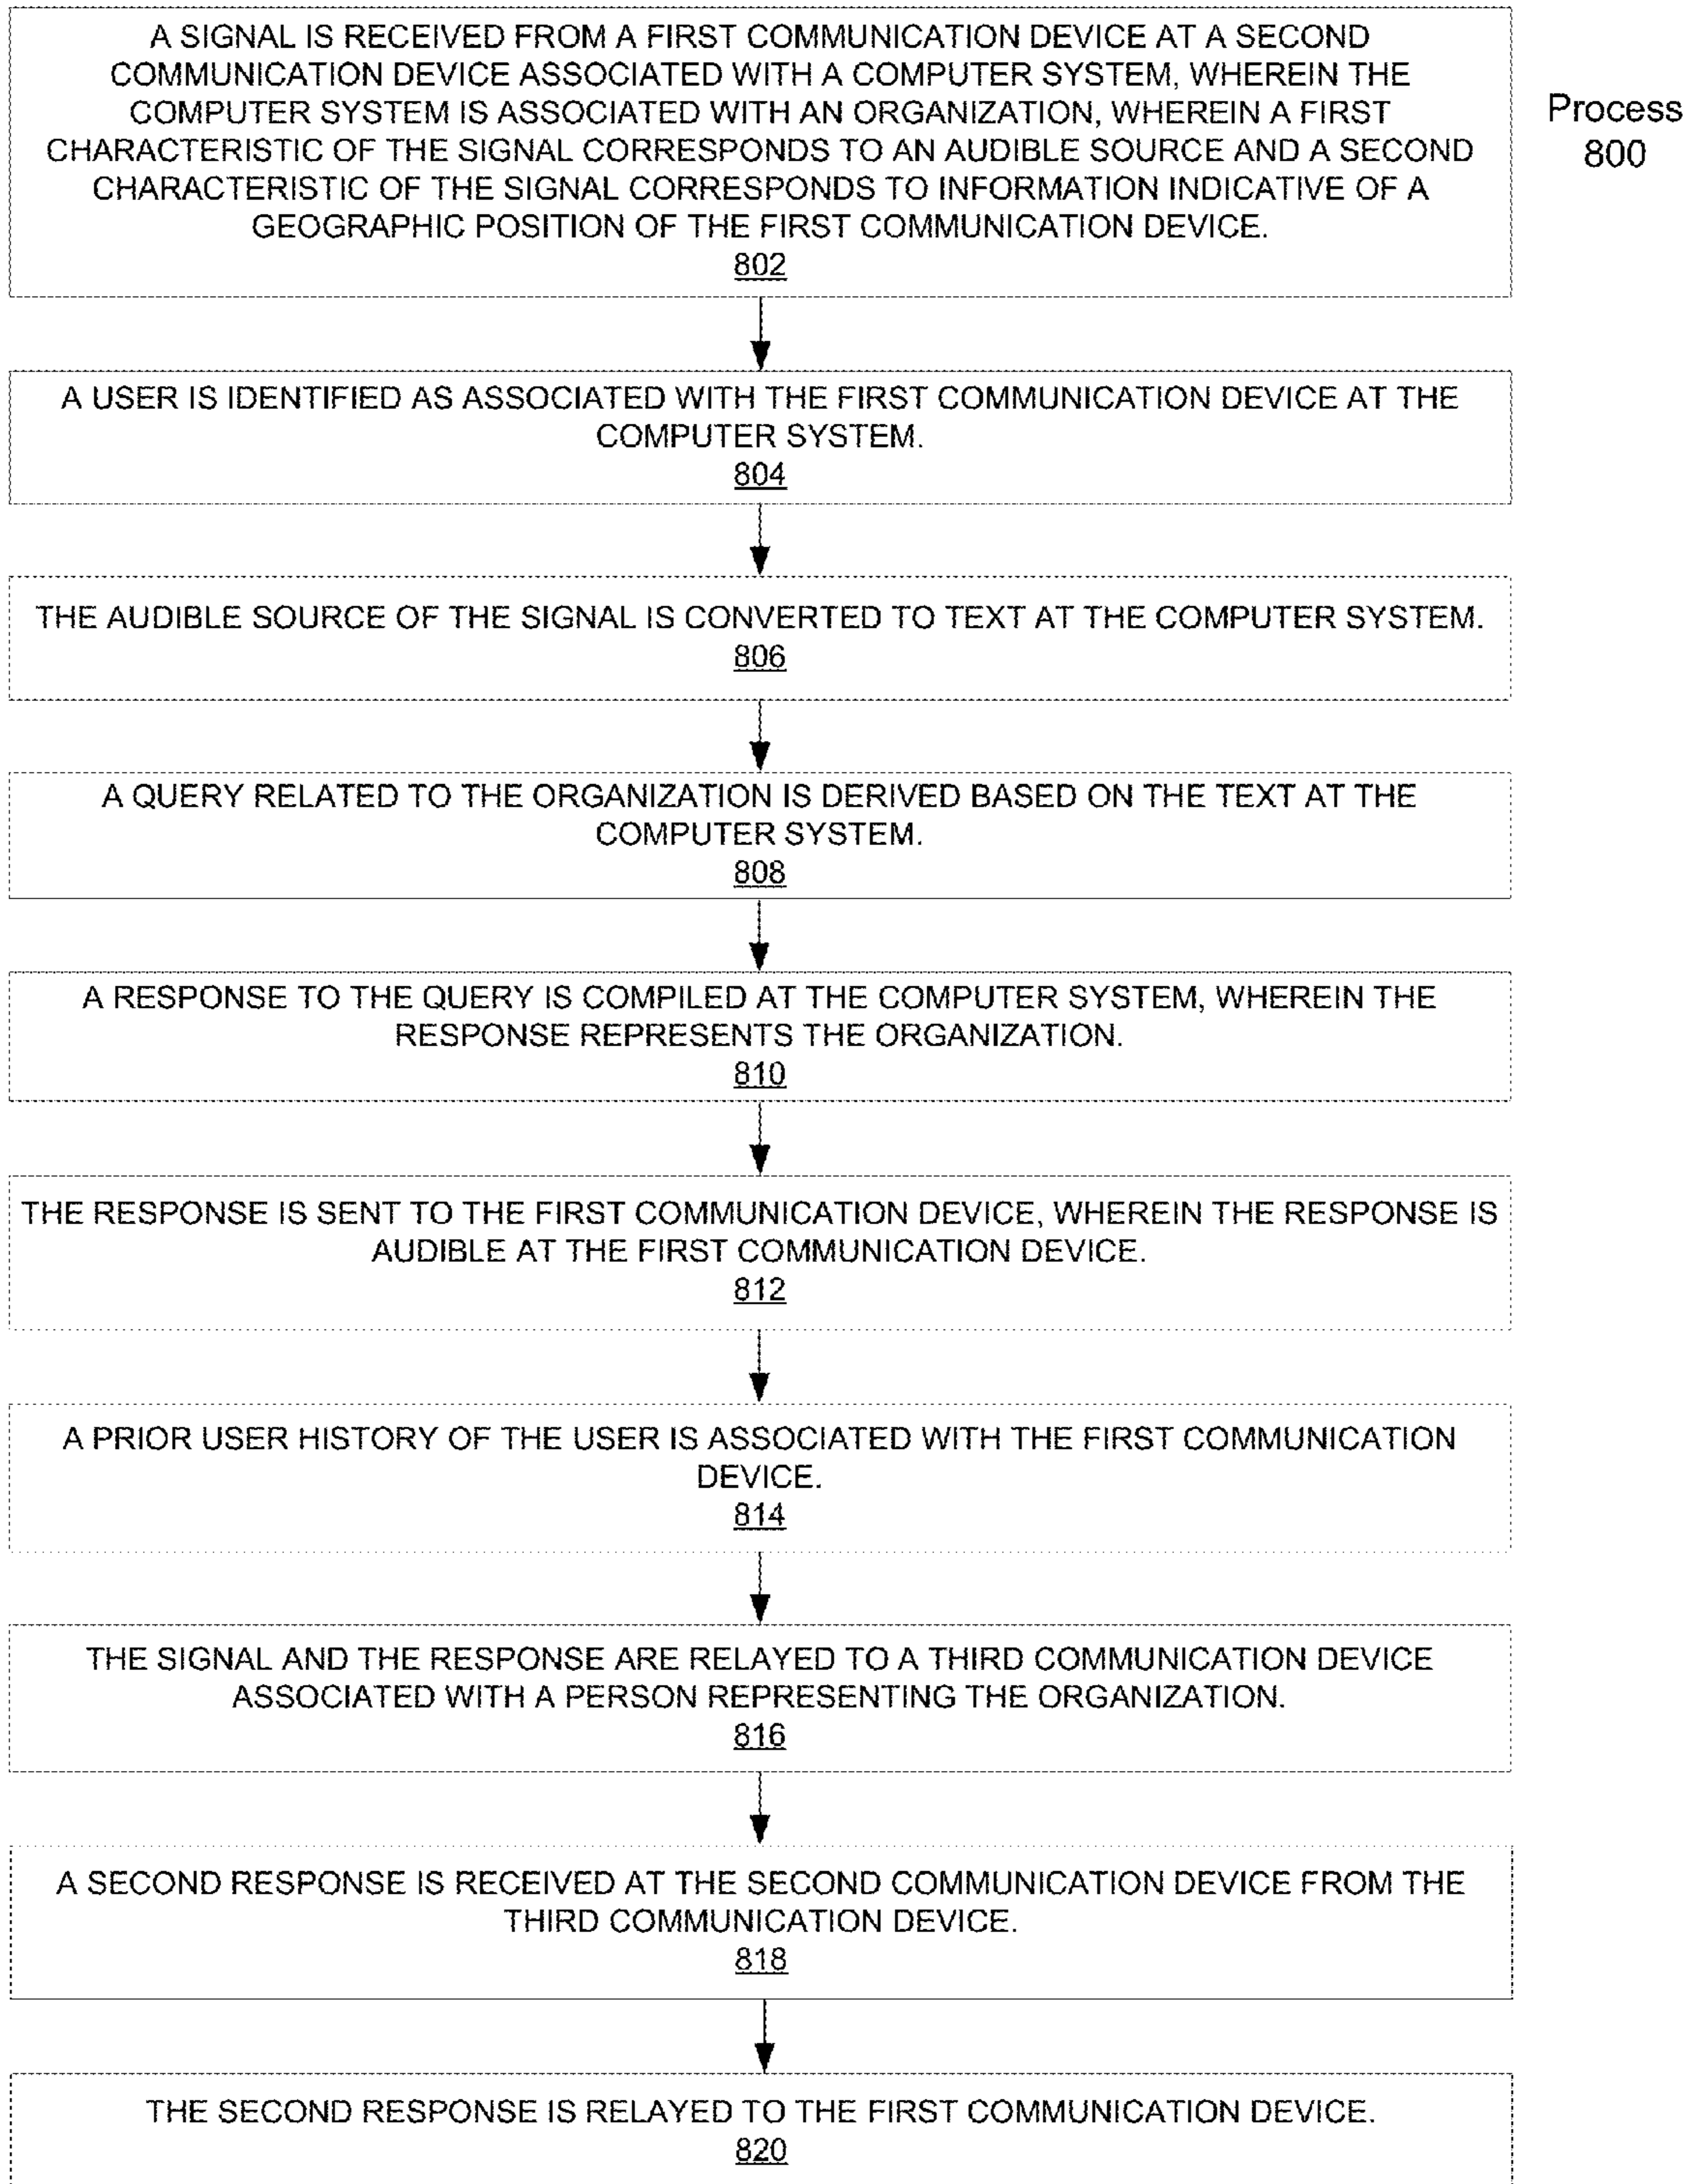 A SIGNAL IS RECEIVED FROM A FIRST COMMUNICATION DEVICE AT A SECOND
COMMUNICATION DEVICE ASSOCIATED WITH A COMPUTER SYSTEM, WHEREIN THE
COMPUTER SYSTEM IS ASSOCIATED WITH AN ORGANIZATION, WHEREIN A FIRST
CHARACTERISTIC OF THE SIGNAL CORRESPONDS TO AN AUDIBLE SOURCE AND A SECOND
CHARACTERISTIC OF THE SIGNAL CORRESPONDS TO INFORMATION INDICATIVE OF A
GEOGRAPHIC POSITION OF THE FIRST COMMUNICATION DEVICE.
802
Process
800
A USER IS IDENTIFIED AS ASSOCIATED WITH THE FIRST COMMUNICATION DEVICE AT THE
COMPUTER SYSTEM.
804
THE AUDIBLE SOURCE OF THE SIGNAL IS CONVERTED TO TEXT AT THE COMPUTER SYSTEM.
806
A QUERY RELATED TO THE ORGANIZATION IS DERIVED BASED ON THE TEXT AT THE
COMPUTER SYSTEM.
808
A RESPONSE TO THE QUERY IS COMPILED AT THE COMPUTER SYSTEM, WHEREIN THE
RESPONSE REPRESENTS THE ORGANIZATION.
810
THE RESPONSE IS SENT TO THE FIRST COMMUNICATION DEVICE, WHEREIN THE RESPONSE IS
AUDIBLE AT THE FIRST COMMUNICATION DEVICE.
812
A PRIOR USER HISTORY OF THE USER IS ASSOCIATED WITH THE FIRST COMMUNICATION
DEVICE.
814
THE SIGNAL AND THE RESPONSE ARE RELAYED TO A THIRD COMMUNICATION DEVICE
ASSOCIATED WITH A PERSON REPRESENTING THE ORGANIZATION.
816
A SECOND RESPONSE IS RECEIVED AT THE SECOND COMMUNICATION DEVICE FROM THE
THIRD COMMUNICATION DEVICE.
818
THE SECOND RESPONSE IS RELAYED TO THE FIRST COMMUNICATION DEVICE.
820